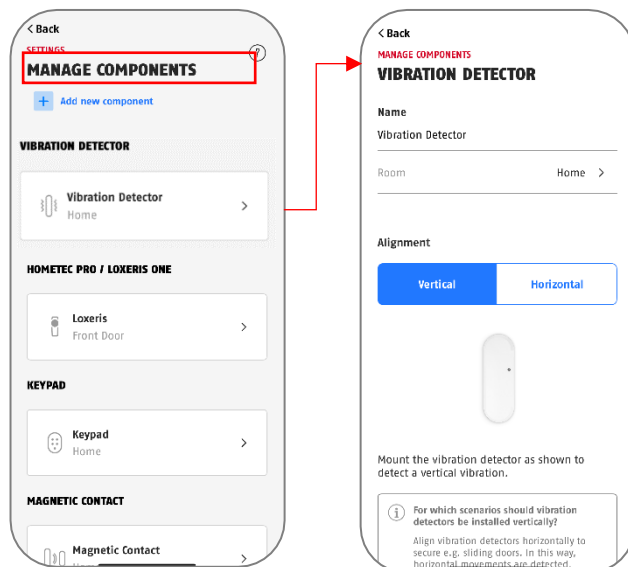 < Back
SETTINGS
?
MANAGE COMPONENTS
+ Add new component
VIBRATION DETECTOR
Vibration Detector
Home
HOMETEC PRO / LOXERIS ONE
Loxeris
Front Door
KEYPAD
Keypad
Home
MAGNETIC CONTACT
Magnetic Contact
< Back
MANAGE COMPONENTS
VIBRATION DETECTOR
Name
Vibration Detector
Room Home >
Alignment
Vertical Horizontal
Mount the vibration detector as shown to
detect a vertical vibration.
i For which scenarios should vibration
detectors be installed vertically?
Align vibration detectors horizontally to
secure e.g. sliding doors. In this way,
horizontal movements are detected.